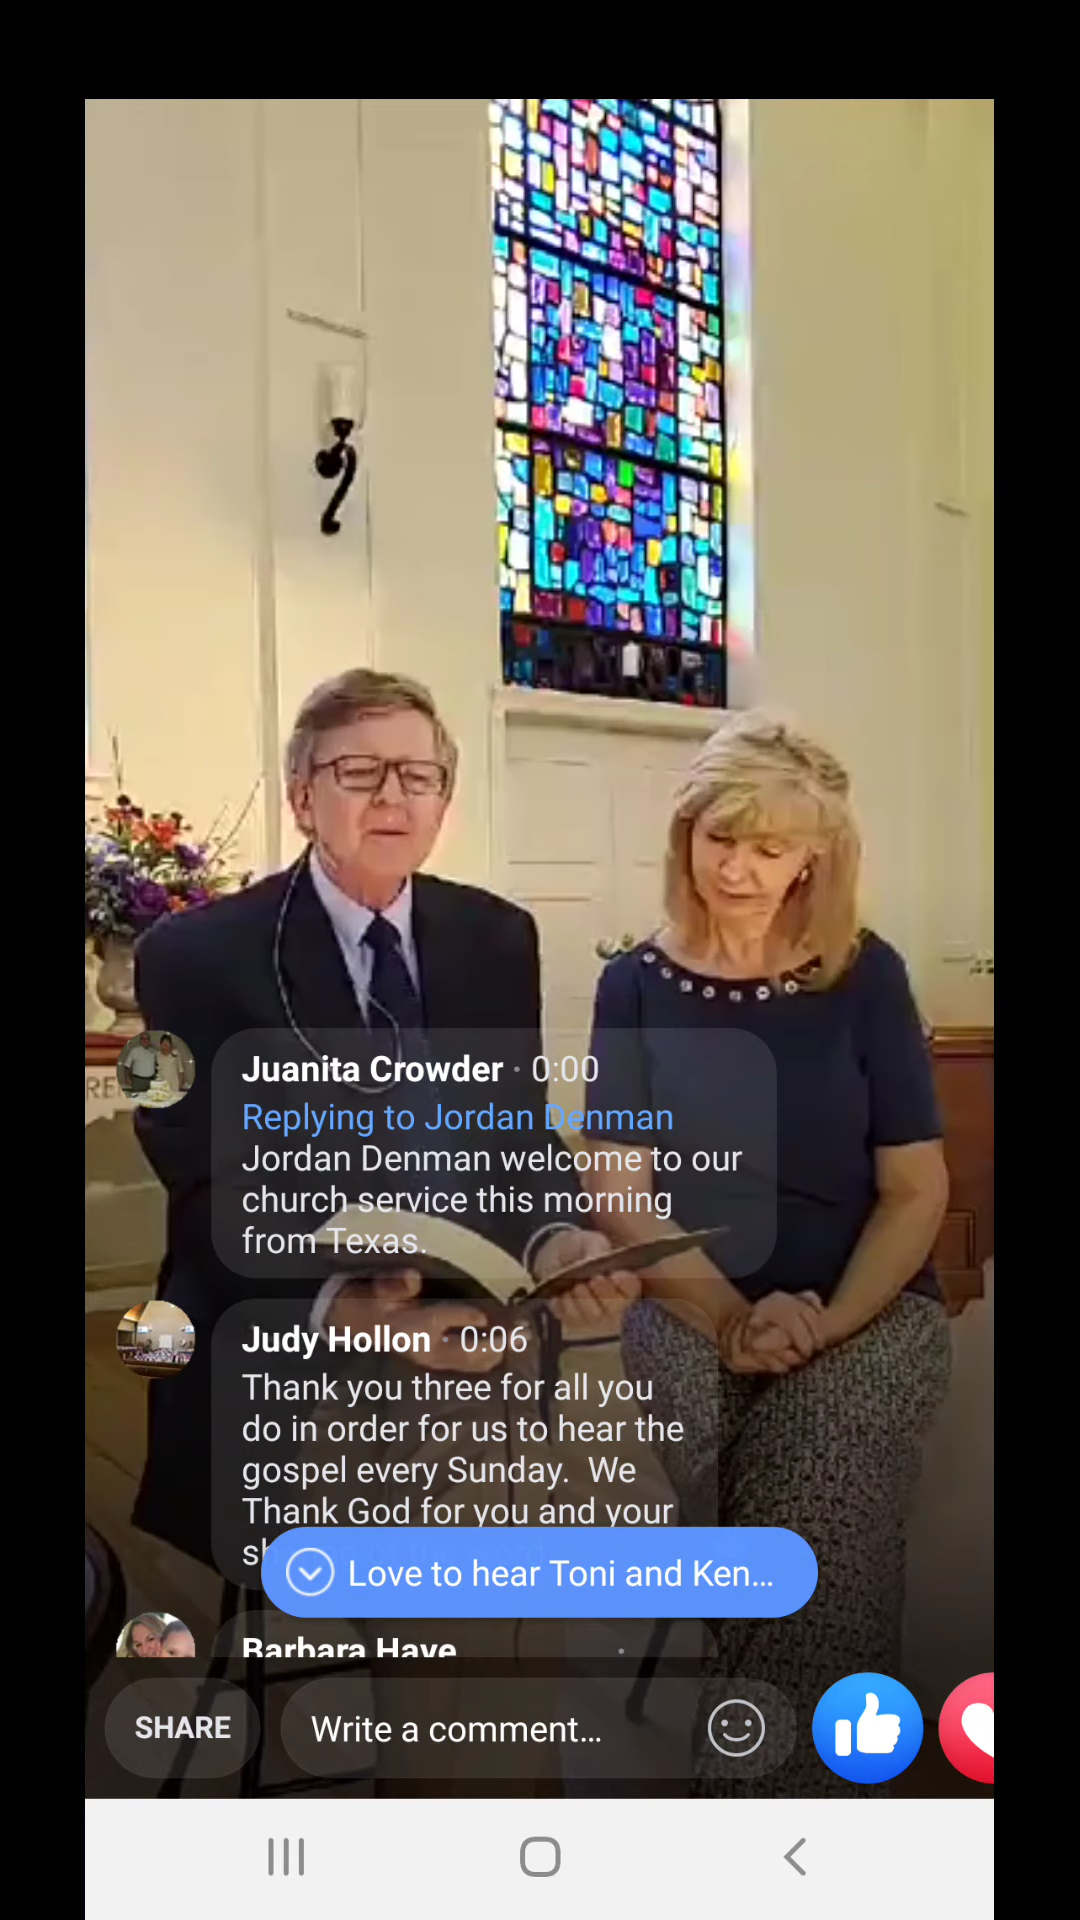 Juanita Crowder · 0:00
Replying to Jordan Denman
Jordan Denman welcome to our
church service this morning
from Texas.
Judy Hollon · 0:06
Thank you three for all you
do in order for us to hear the
gospel every Sunday. We
Thank God for you and your
Love to hear Toni and Ken...
Barbara Haye
SHARE
Write a comment...